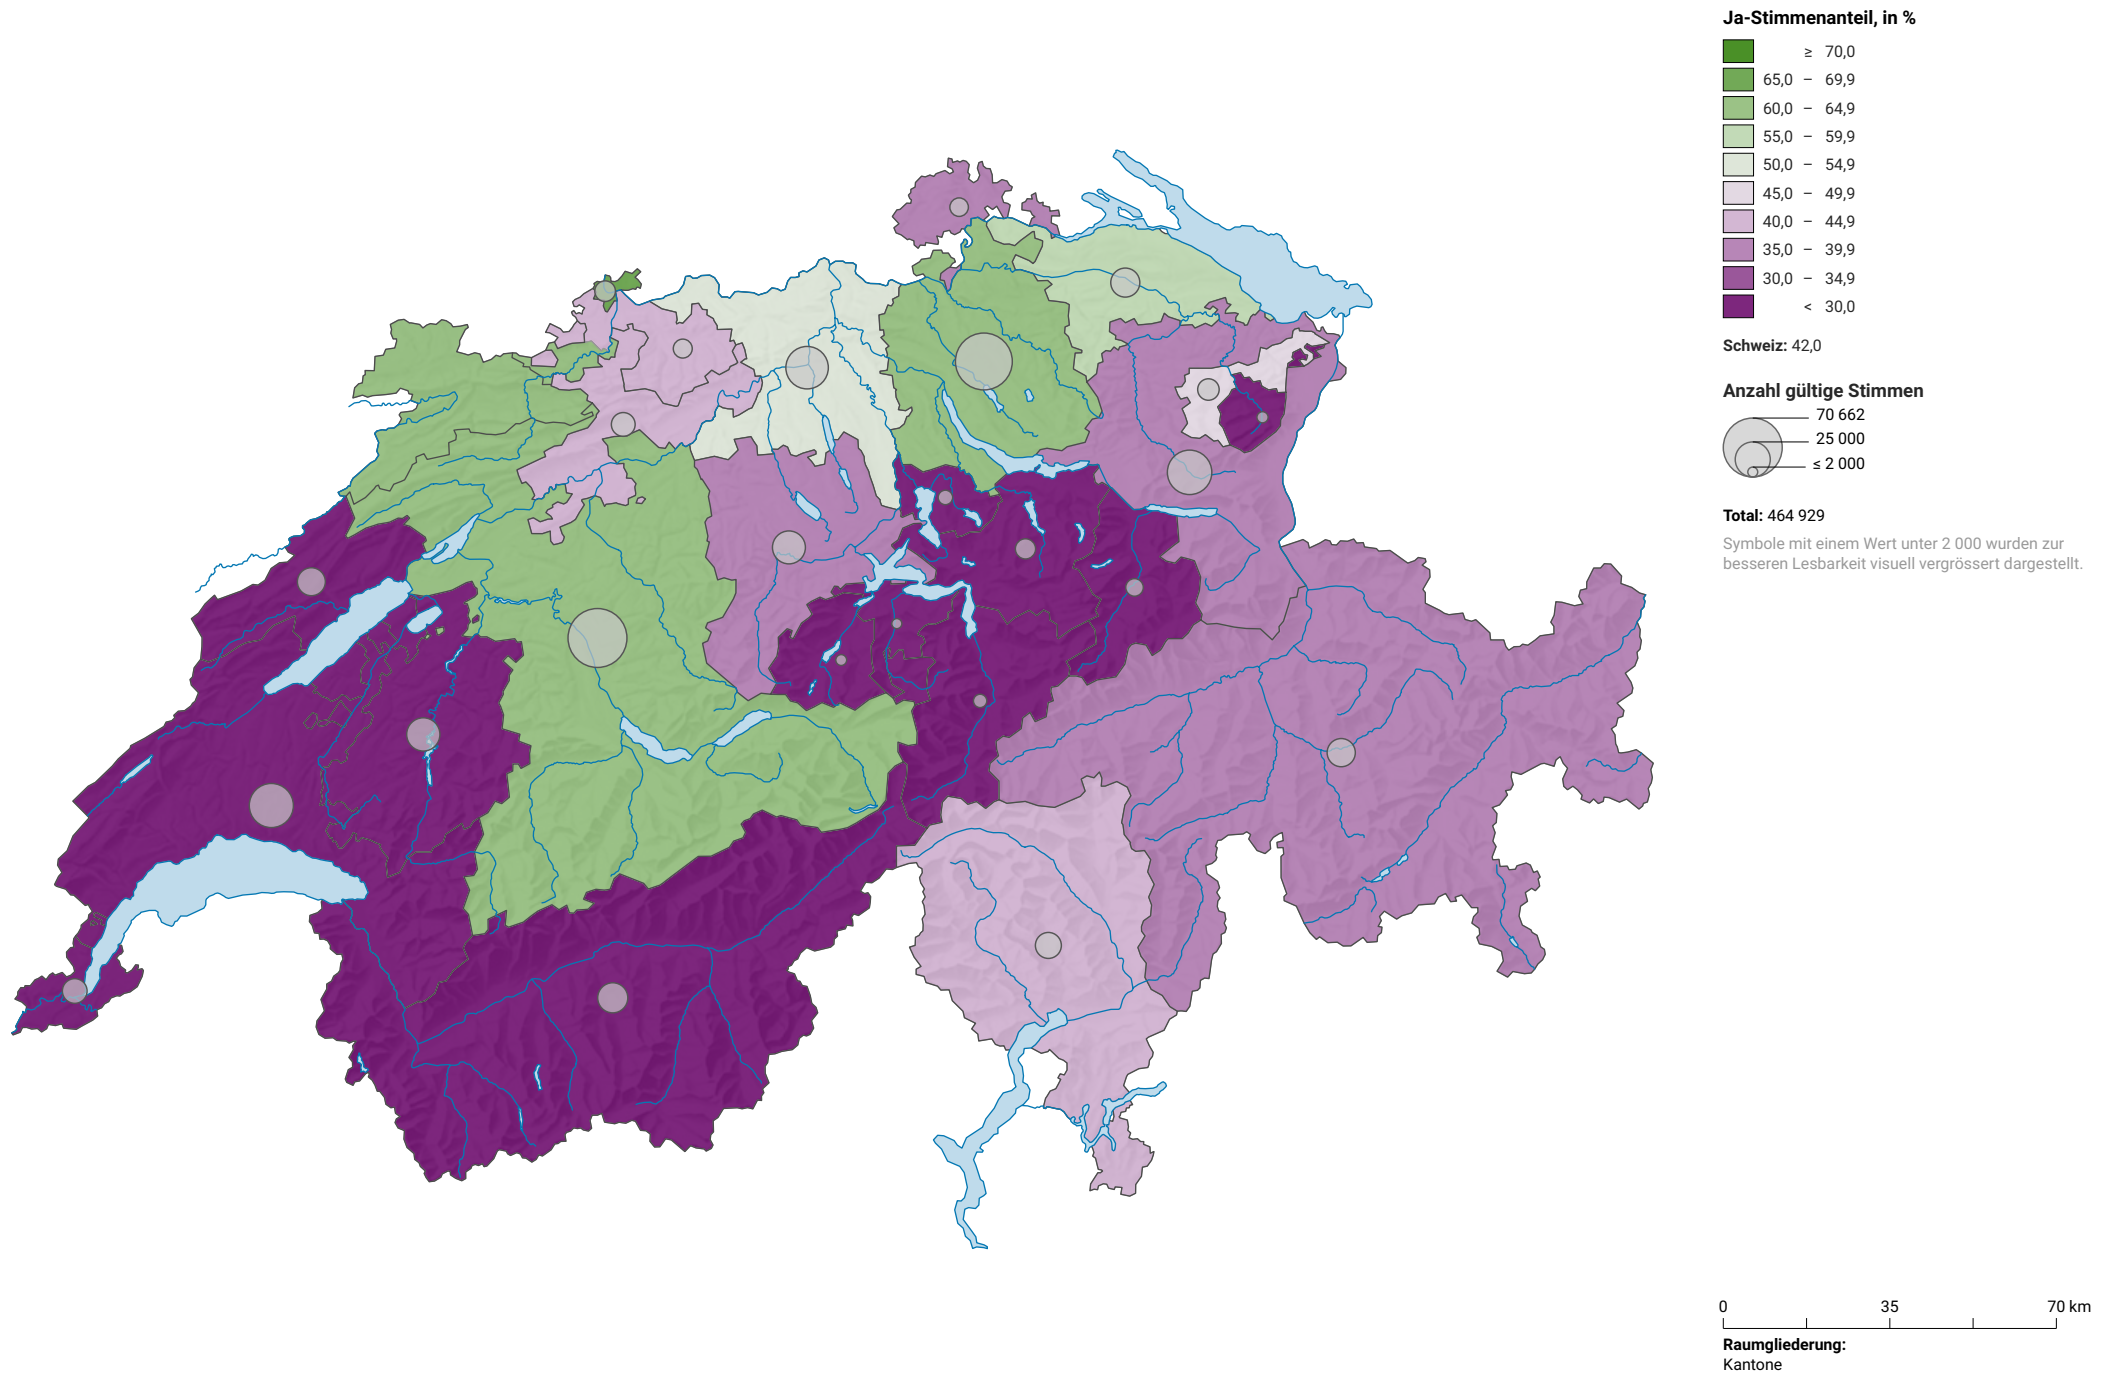 Ja-Stimmenanteil, in %
≥ 70,0
65,0 – 69,9
60,0 – 64,9
55,0 – 59,9
50,0 – 54,9
45,0 – 49,9
40,0 – 44,9
35,0 – 39,9
30,0 – 34,9
< 30,0
Schweiz: 42,0
Anzahl gültige Stimmen
70 662
25 000
≤ 2 000
Total: 464 929
Symbole mit einem Wert unter 2 000 wurden zur
besseren Lesbarkeit visuell vergrössert dargestellt.
0 35 70 km
Raumgliederung:
Kantone